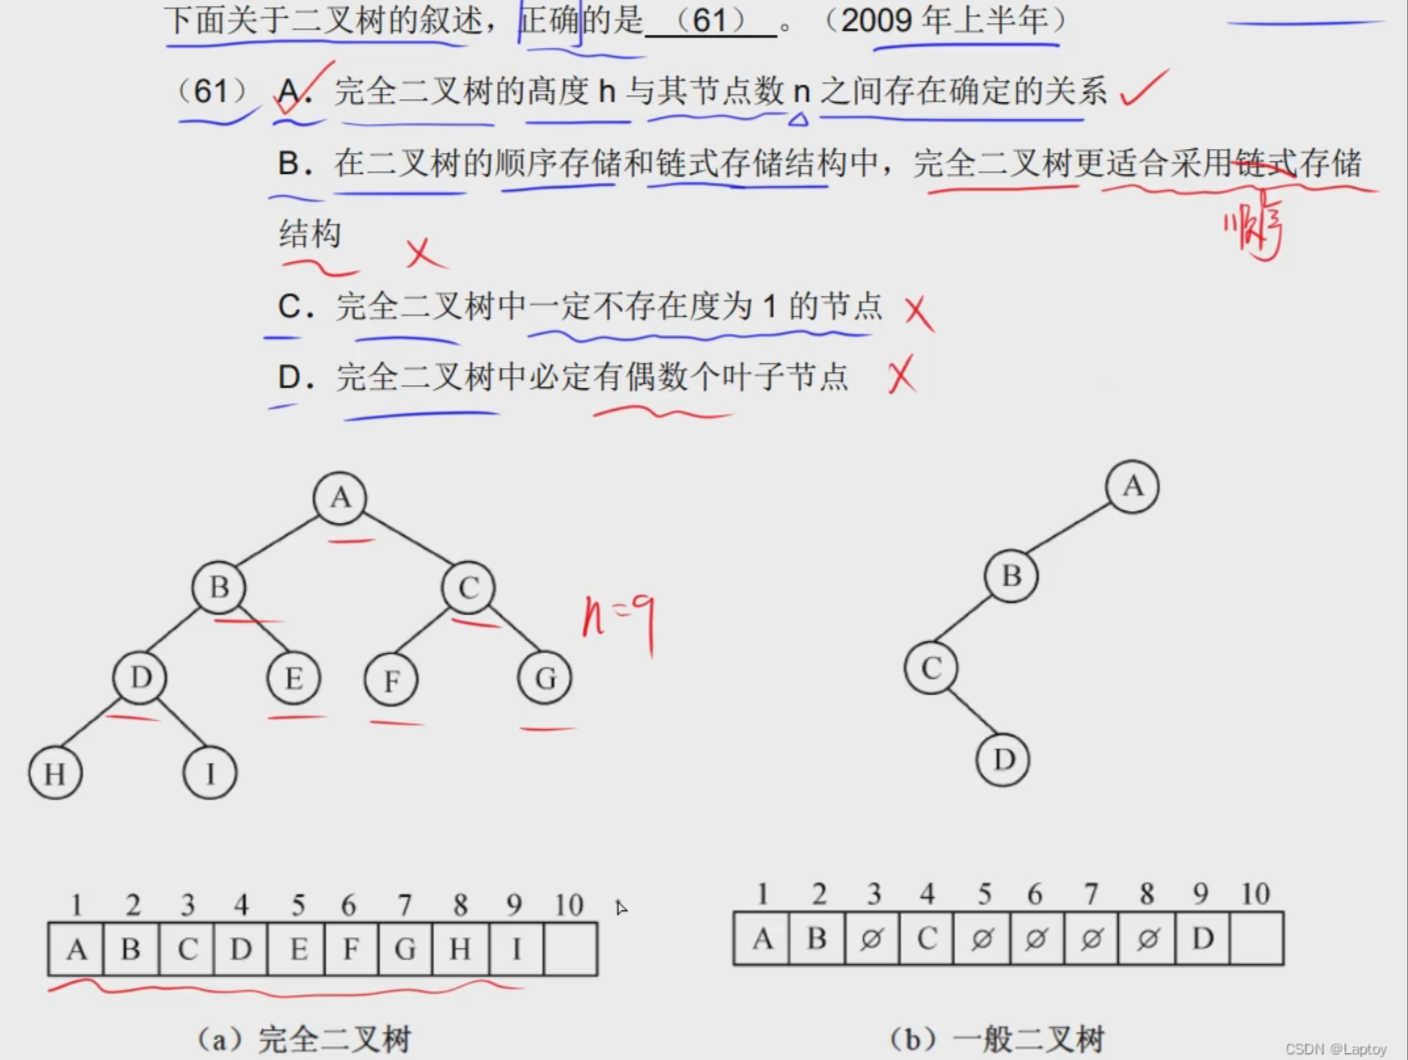 下面关于二叉树的叙述，正确的是 （61） 。（2009 年上半年）
（61） A. 完全二叉树的高度 h 与其节点数 n 之间存在确定的关系
B. 在二叉树的顺序存储和链式存储结构中，完全二叉树更适合采用链式存储
结构
顺序
C. 完全二叉树中一定不存在度为 1 的节点
D. 完全二叉树中必定有偶数个叶子节点
A
B C
n=9
D E F G
H I
A
B
C
D
1 2 3 4 5 6 7 8 9 10
A B C D E F G H I
（a）完全二叉树
1 2 3 4 5 6 7 8 9 10
A B ∅ C ∅ ∅ ∅ ∅ D
（b）一般二叉树
CSDN @Laptoy